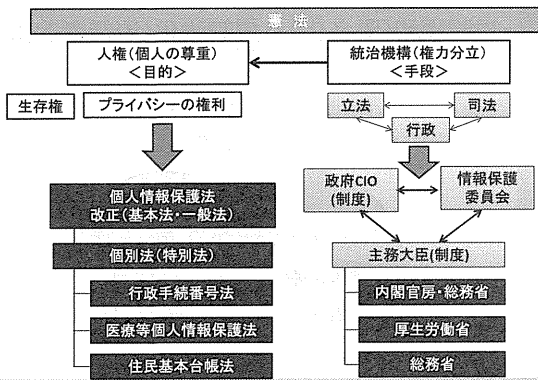 憲 法
人権(個人の尊重)
<目的>
統治機構(権力分立)
<手段>
生存権
プライバシーの権利
立法
司法
行政
個人情報保護法
改正(基本法・一般法)
個別法(特別法)
行政手続番号法
医療等個人情報保護法
住民基本台帳法
政府CIO
(制度)
情報保護
委員会
主務大臣(制度)
内閣官房・総務省
厚生労働省
総務省